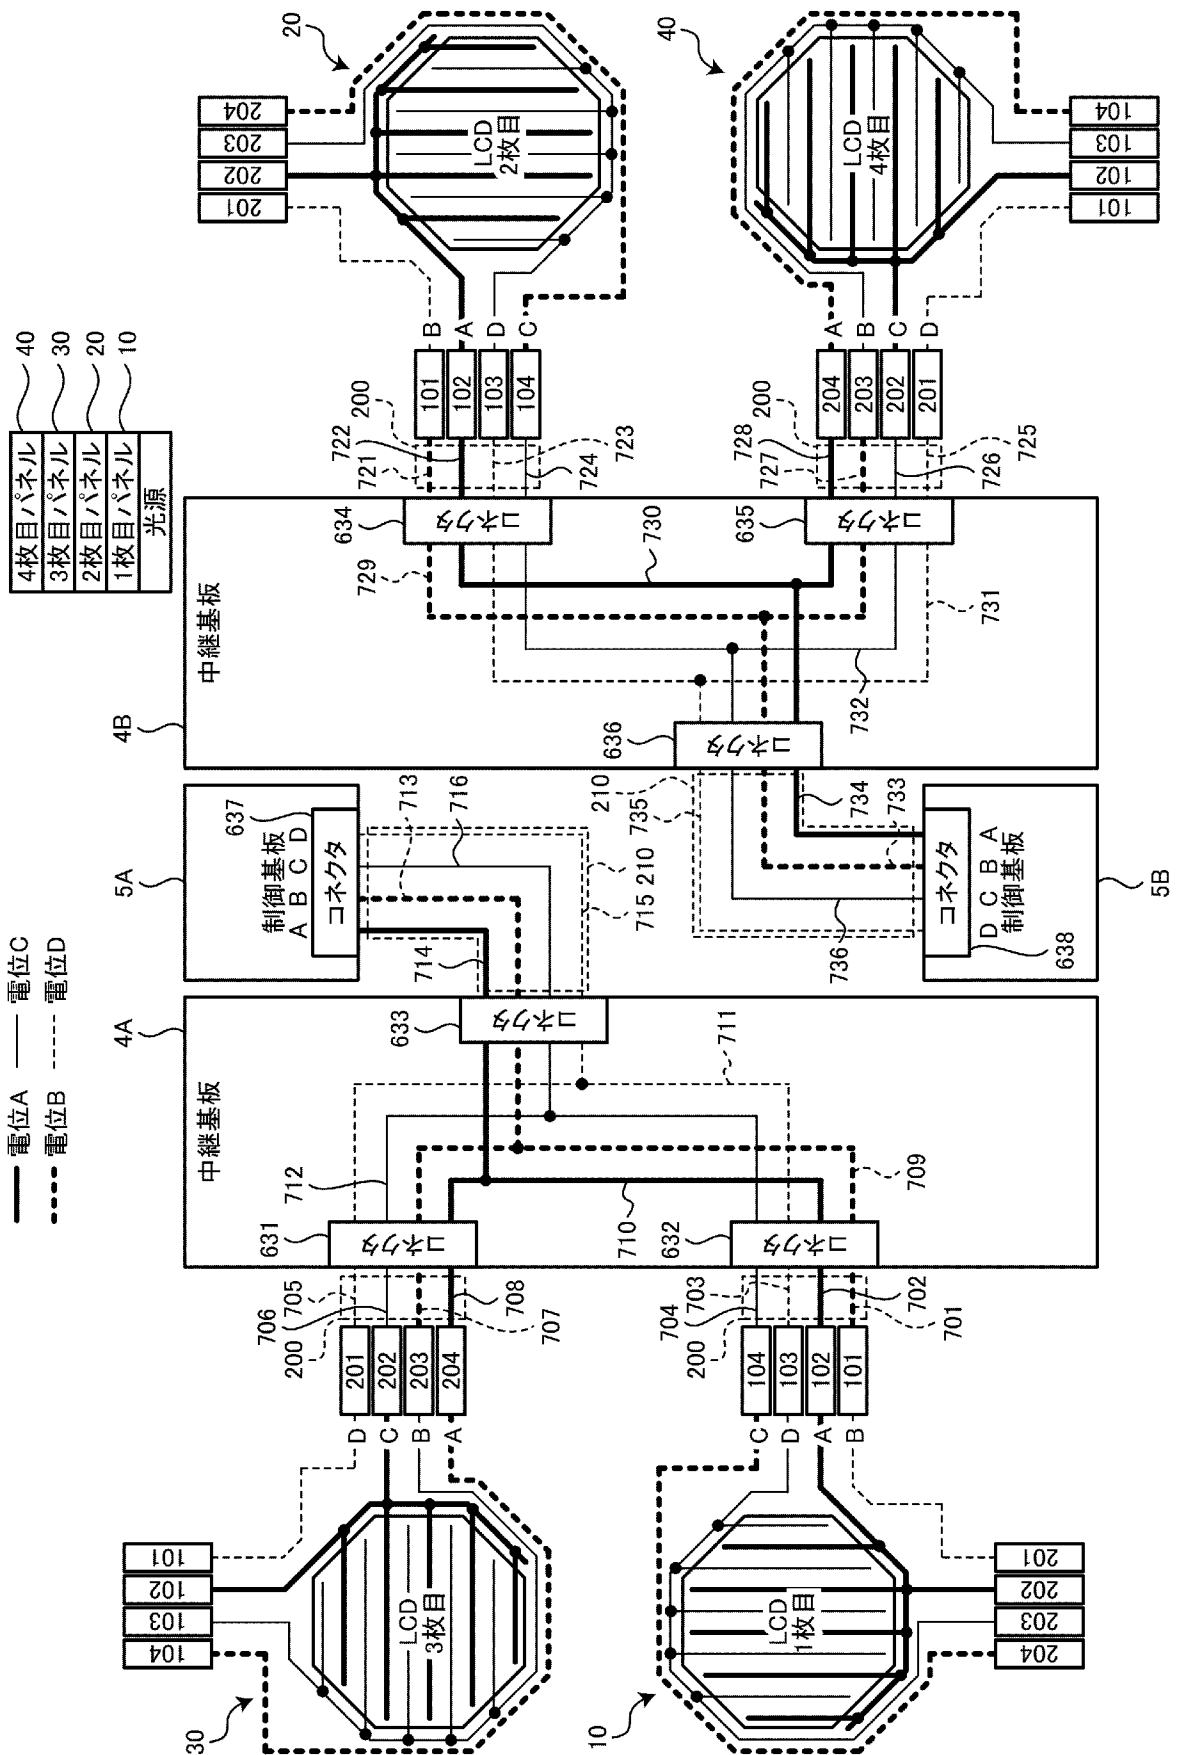 電位A
電位B
電位C
電位D
4枚目パネル
3枚目パネル
2枚目パネル
1枚目パネル
光源
40
30
20
10
20
204
203
202
201
LCD
2枚目
B
A
D
C
101
102
103
104
200
722
721
723
724
40
LCD
4枚目
104
103
102
101
A
B
C
D
204
203
202
201
200
728
727
726
725
4B
中継基板
コネクタ
634
コネクタ
635
729
730
731
732
コネクタ
636
210
735
734
733
736
5A
制御基板
A B C D
コネクタ
637
713
716
714
715
210
5B
コネクタ
D C B A
制御基板
638
4A
中継基板
コネクタ
633
711
712
710
709
コネクタ
631
コネクタ
632
705
706
708
707
200
201
202
203
204
D
C
B
A
101
102
103
104
LCD
3枚目
30
703
704
702
701
200
104
103
102
101
C
D
A
B
LCD
1枚目
10
201
202
203
204